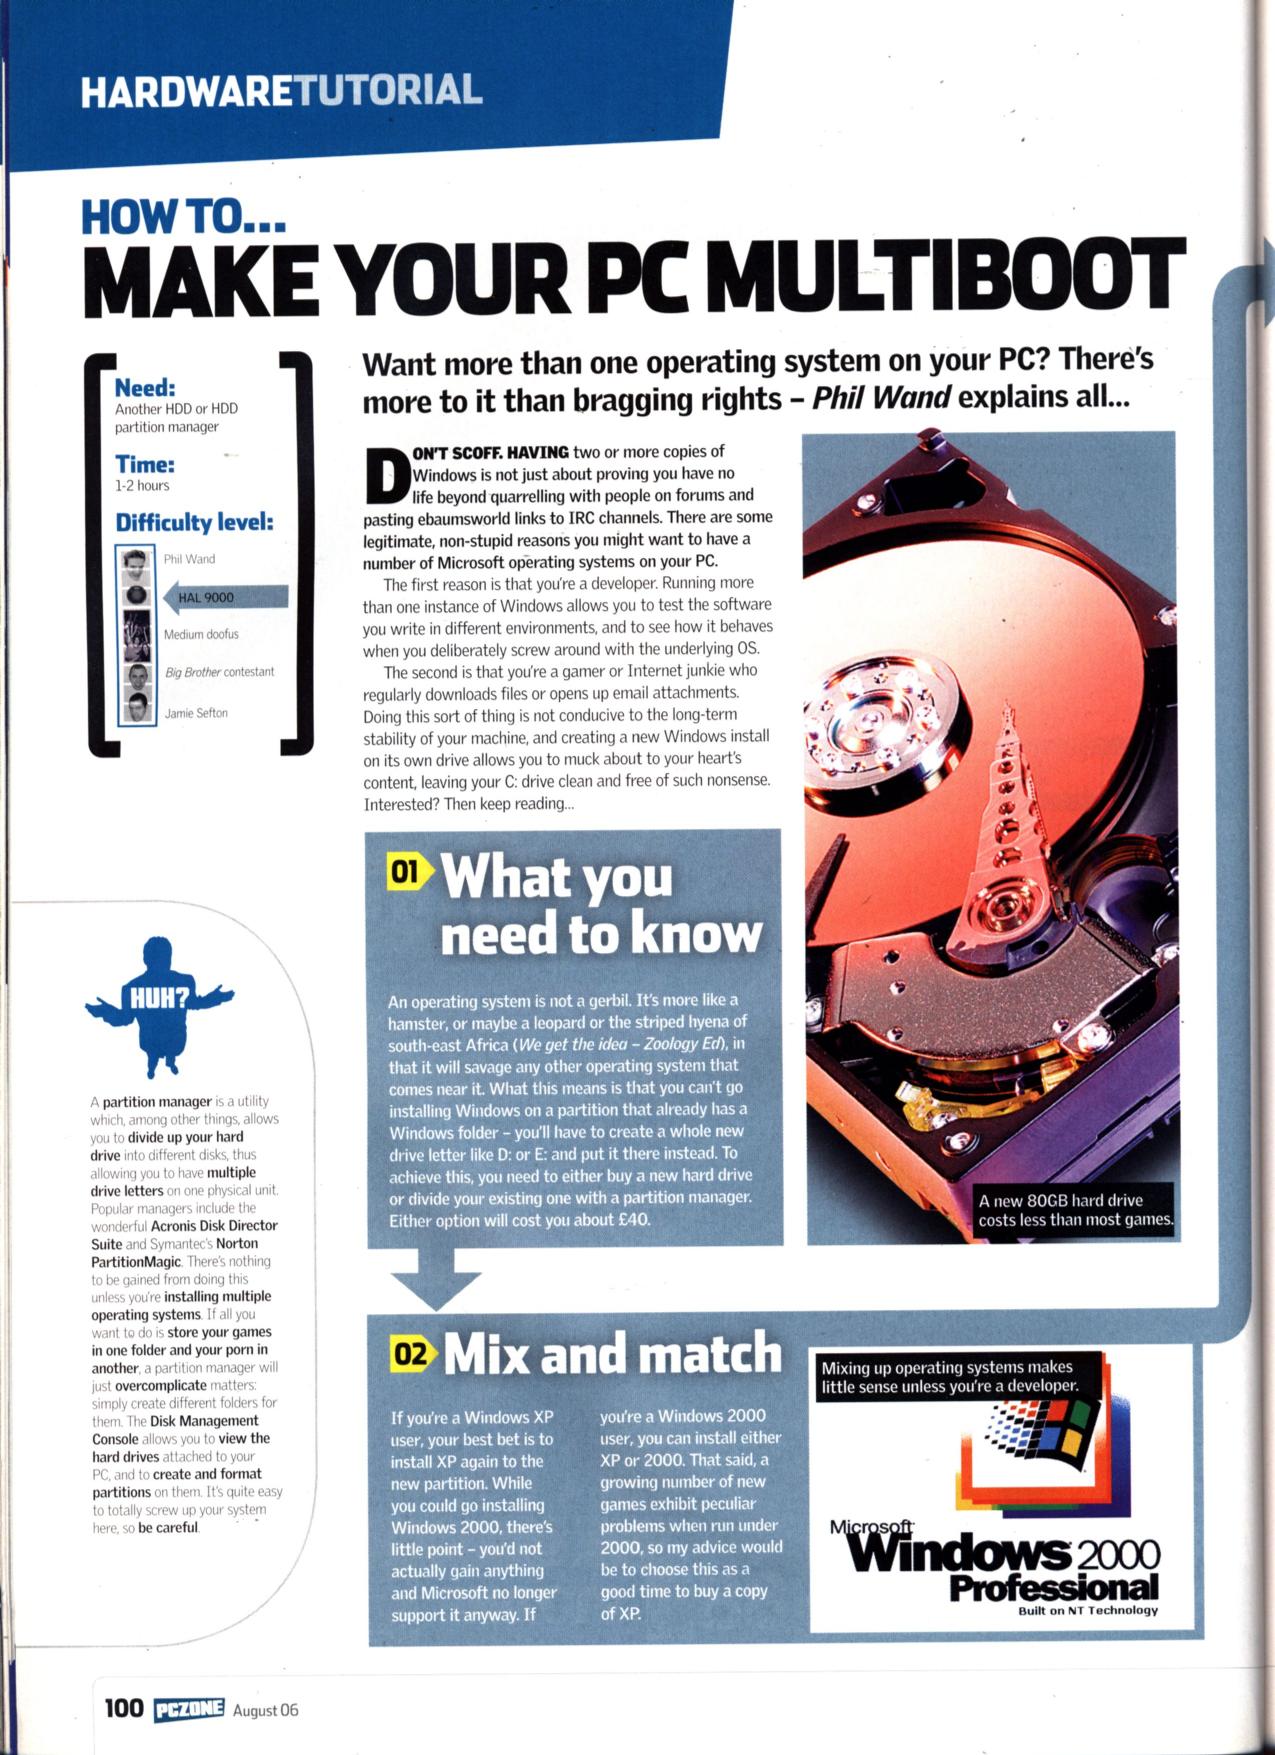 HARDWARETUTORIAL
HOW TO...
MAKE YOUR PC MULTIBOOT
Need:
Another HDD or HDD
partition manager
Time:
1-2 hours
Difficulty level:
Phil Wand
HAL 9000
Medium doofus
Big Brother contestant
Jamie Sefton
Want more than one operating system on your PC? There's
more to it than bragging rights – Phil Wand explains all...
DON'T SCOFF. HAVING two or more copies of
Windows is not just about proving you have no
life beyond quarrelling with people on forums and
pasting ebaumsworld links to IRC channels. There are some
legitimate, non-stupid reasons you might want to have a
number of Microsoft operating systems on your PC.
The first reason is that you're a developer. Running more
than one instance of Windows allows you to test the software
you write in different environments, and to see how it behaves
when you deliberately screw around with the underlying OS.
The second is that you're a gamer or Internet junkie who
regularly downloads files or opens up email attachments.
Doing this sort of thing is not conducive to the long-term
stability of your machine, and creating a new Windows install
on its own drive allows you to muck about to your heart's
content, leaving your C: drive clean and free of such nonsense.
Interested? Then keep reading...
A new 80GB hard drive
costs less than most games.
01 What you
need to know
An operating system is not a gerbil. It's more like a
hamster, or maybe a leopard or the striped hyena of
south-east Africa (We get the idea – Zoology Ed), in
that it will savage any other operating system that
comes near it. What this means is that you can't go
installing Windows on a partition that already has a
Windows folder – you'll have to create a whole new
drive letter like D: or E: and put it there instead. To
achieve this, you need to either buy a new hard drive
or divide your existing one with a partition manager.
Either option will cost you about £40.
HUH?
A partition manager is a utility
which, among other things, allows
you to divide up your hard
drive into different disks, thus
allowing you to have multiple
drive letters on one physical unit.
Popular managers include the
wonderful Acronis Disk Director
Suite and Symantec's Norton
PartitionMagic. There's nothing
to be gained from doing this
unless you're installing multiple
operating systems. If all you
want to do is store your games
in one folder and your porn in
another, a partition manager will
just overcomplicate matters:
simply create different folders for
them. The Disk Management
Console allows you to view the
hard drives attached to your
PC, and to create and format
partitions on them. It's quite easy
to totally screw up your system
here, so be careful.
02 Mix and match
If you're a Windows XP
user, your best bet is to
install XP again to the
new partition. While
you could go installing
Windows 2000, there's
little point – you'd not
actually gain anything
and Microsoft no longer
support it anyway. If
you're a Windows 2000
user, you can install either
XP or 2000. That said, a
growing number of new
games exhibit peculiar
problems when run under
2000, so my advice would
be to choose this as a
good time to buy a copy
of XP.
Mixing up operating systems makes
little sense unless you're a developer.
Microsoft
Windows 2000
Professional
Built on NT Technology
100 PCZONE August 06